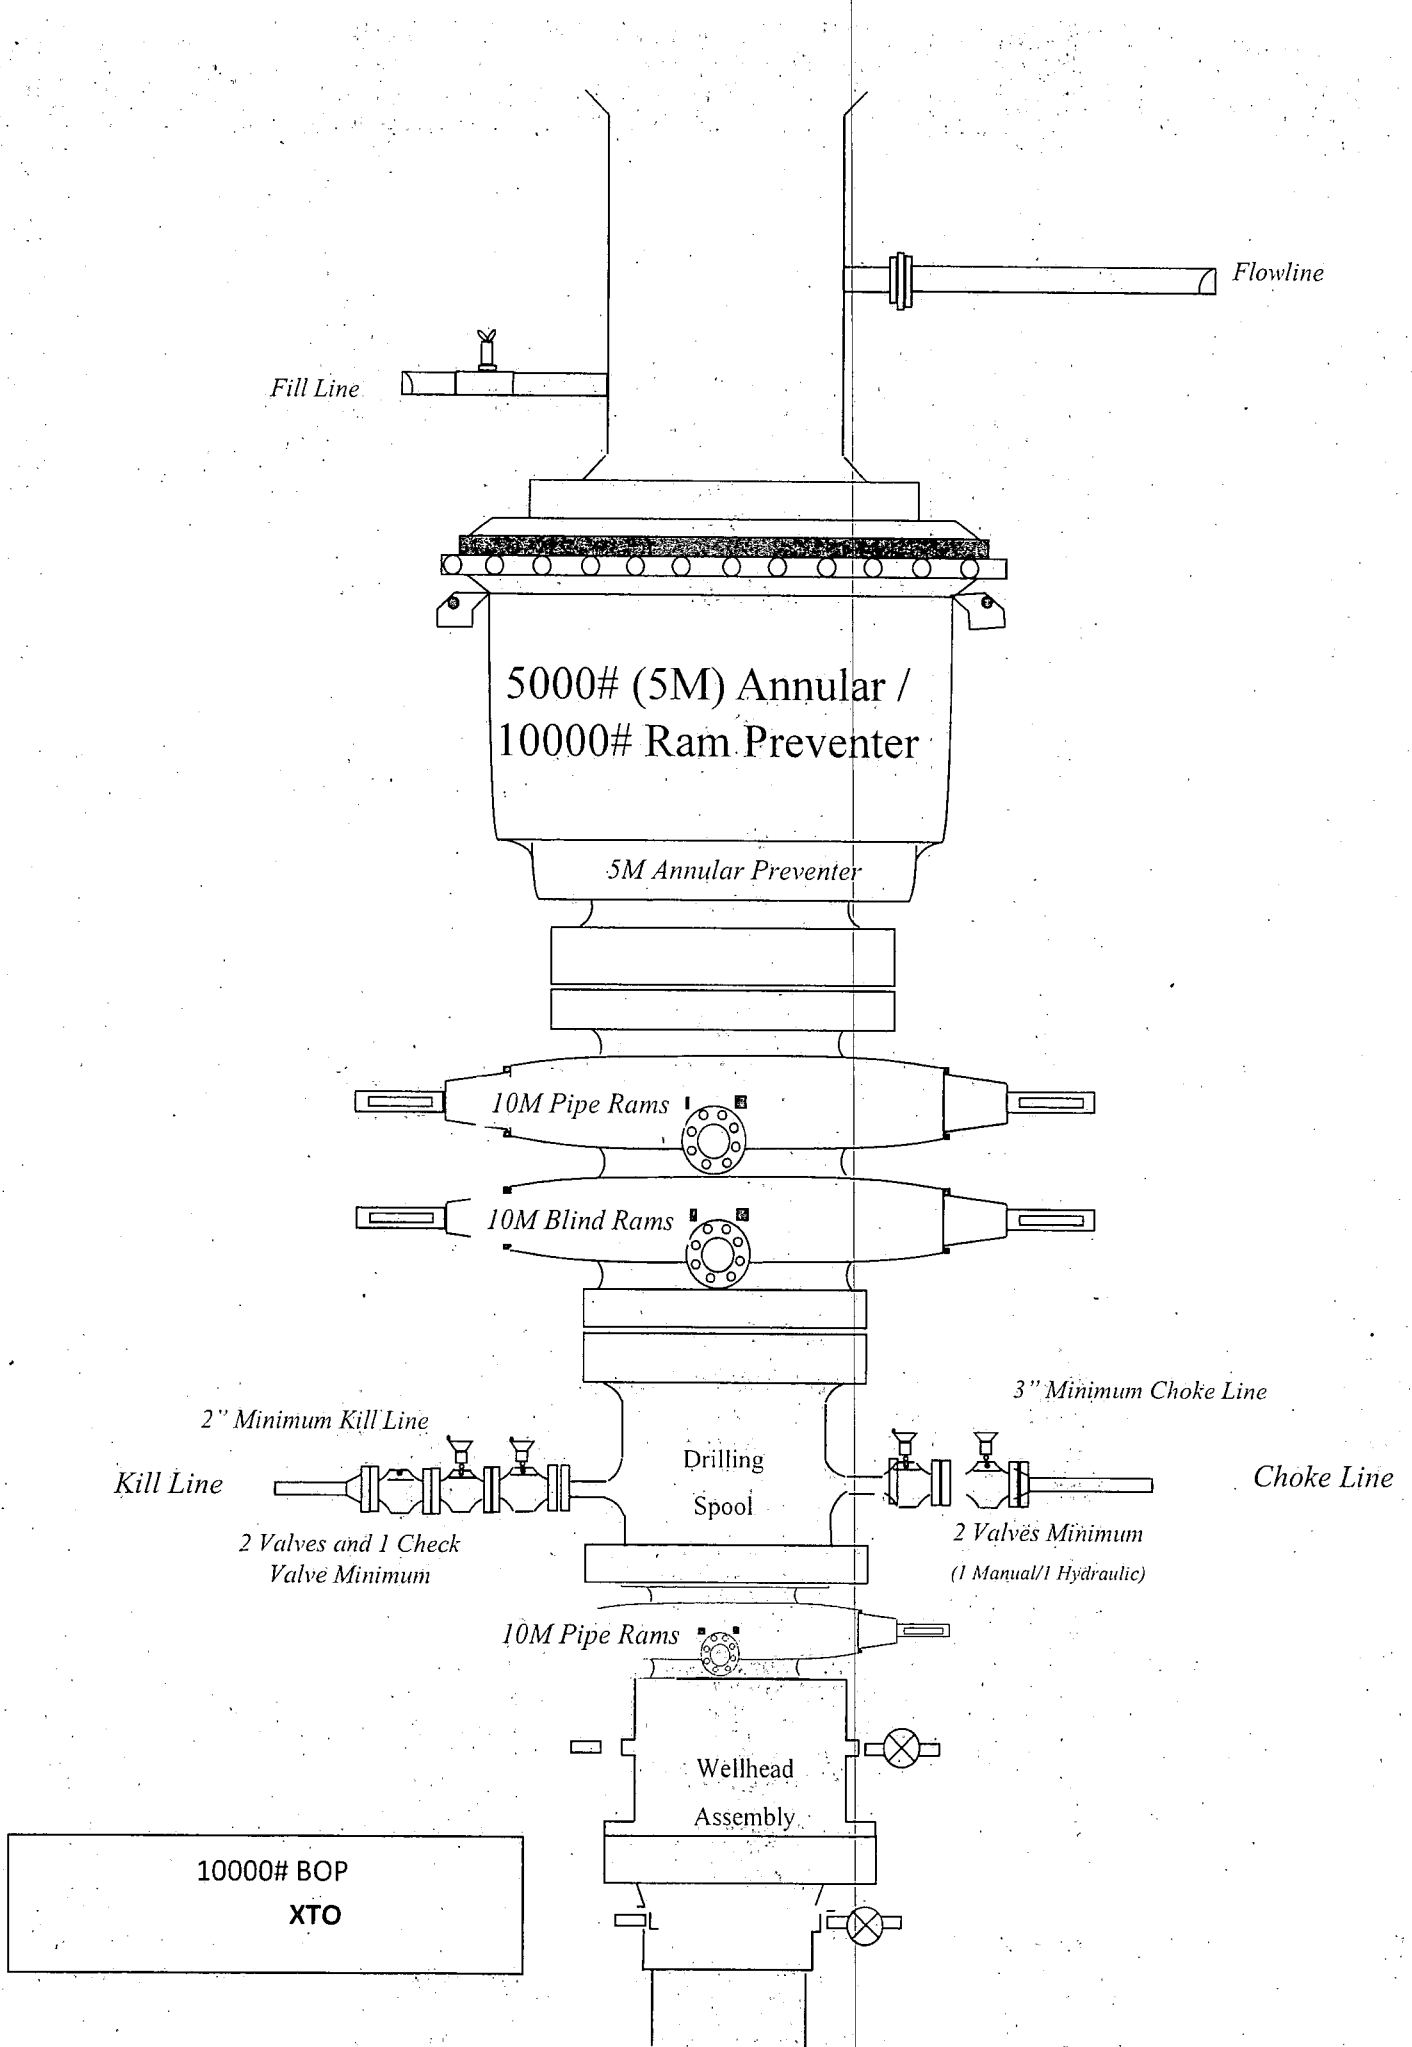 Flowline
Fill Line
5000# (5M) Annular /
10000# Ram Preventer
5M Annular Preventer
10M Pipe Rams
10M Blind Rams
3" Minimum Choke Line
2" Minimum Kill Line
Drilling
Spool
Kill Line
Choke Line
2 Valves and 1 Check
Valve Minimum
2 Valves Minimum
(1 Manual/1 Hydraulic)
10M Pipe Rams
Wellhead
Assembly
10000# BOP
XTO